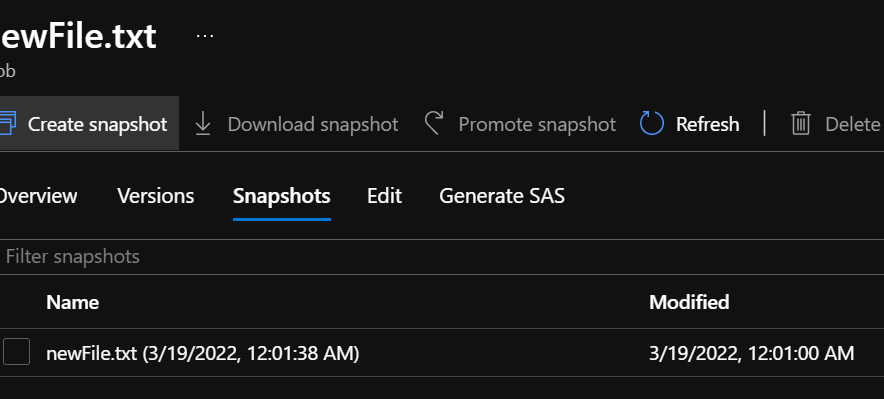 ewFile.txt ...
ob
Create snapshot Download snapshot Promote snapshot Refresh Delete
Overview Versions Snapshots Edit Generate SAS
Filter snapshots
Name Modified
newFile.txt (3/19/2022, 12:01:38 AM) 3/19/2022, 12:01:00 AM